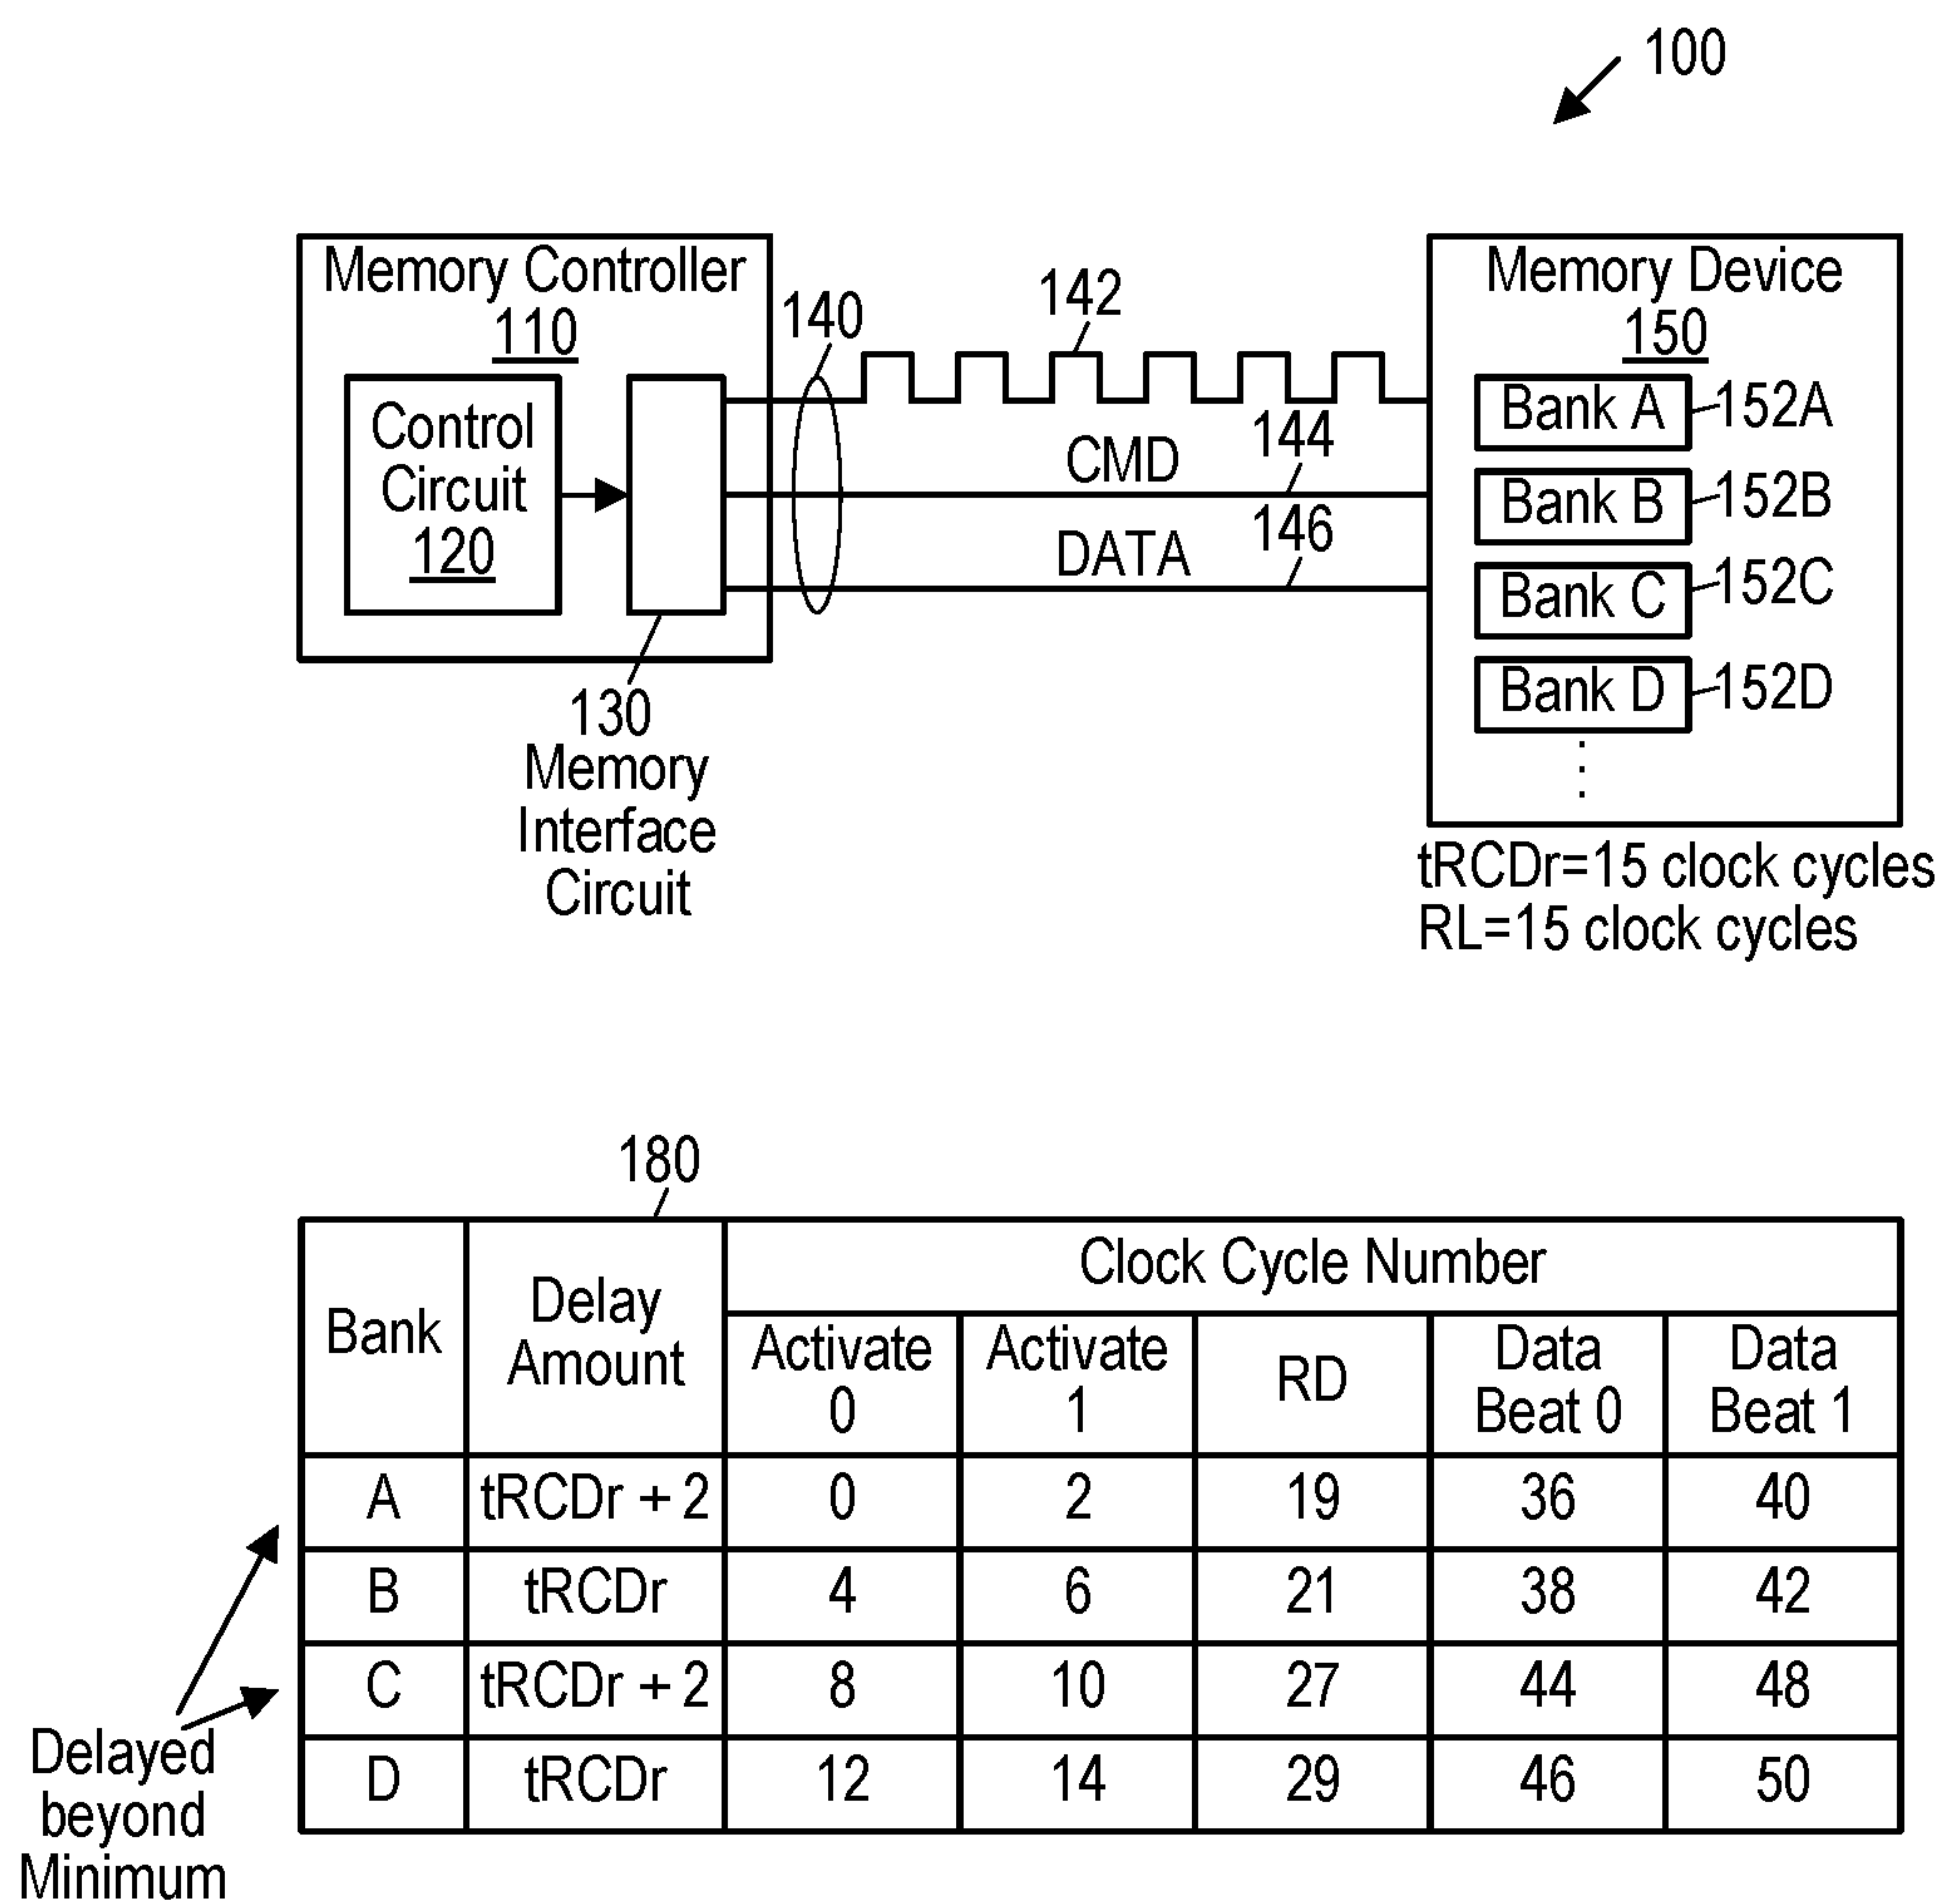 100
Memory Controller
110
Control
Circuit
120
130
Memory
Interface
Circuit
140
142
CMD
144
DATA
146
Memory Device
150
Bank A
152A
Bank B
152B
Bank C
152C
Bank D
152D
tRCDr=15 clock cycles
RL=15 clock cycles
180
Bank
Delay
Amount
Clock Cycle Number
Activate
0
Activate
1
RD
Data
Beat 0
Data
Beat 1
A tRCDr + 2 0 2 19 36 40
B tRCDr 4 6 21 38 42
C tRCDr + 2 8 10 27 44 48
D tRCDr 12 14 29 46 50
Delayed
beyond
Minimum